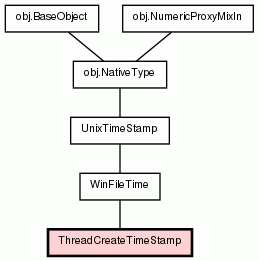 obj.BaseObject
obj.NumericProxyMixIn
obj.NativeType
UnixTimeStamp
WinFileTime
ThreadCreateTimeStamp